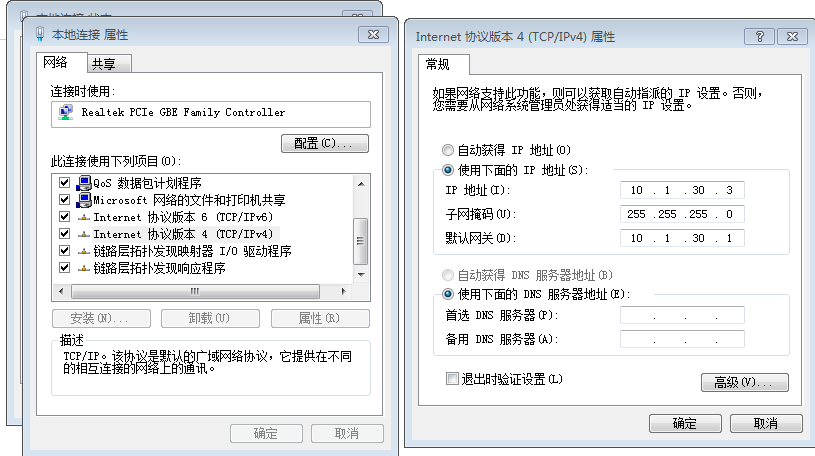 本地连接 状态
本地连接 属性
网络
共享
连接时使用:
Realtek PCIe GBE Family Controller
配置(C)...
此连接使用下列项目(O):
QoS 数据包计划程序
Microsoft 网络的文件和打印机共享
Internet 协议版本 6 (TCP/IPv6)
Internet 协议版本 4 (TCP/IPv4)
链路层拓扑发现映射器 I/O 驱动程序
链路层拓扑发现响应程序
安装(N)...
卸载(U)
属性(R)
描述
TCP/IP。该协议是默认的广域网络协议，它提供在不同
的相互连接的网络上的通讯。
确定
取消
Internet 协议版本 4 (TCP/IPv4) 属性
常规
如果网络支持此功能，则可以获取自动指派的 IP 设置。否则，
您需要从网络系统管理员处获得适当的 IP 设置。
自动获得 IP 地址(O)
使用下面的 IP 地址(S):
IP 地址(I): 10 . 1 . 30 . 3
子网掩码(U): 255 . 255 . 255 . 0
默认网关(D): 10 . 1 . 30 . 1
自动获得 DNS 服务器地址(B)
使用下面的 DNS 服务器地址(E):
首选 DNS 服务器(P): . . .
备用 DNS 服务器(A): . . .
退出时验证设置(L)
高级(V)...
确定
取消